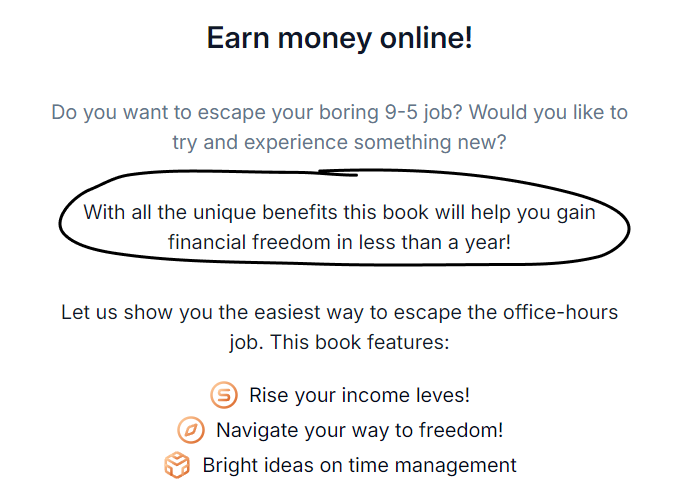 Earn money online!
Do you want to escape your boring 9-5 job? Would you like to
try and experience something new?
With all the unique benefits this book will help you gain
financial freedom in less than a year!
Let us show you the easiest way to escape the office-hours
job. This book features:
Rise your income leves!
Navigate your way to freedom!
Bright ideas on time management